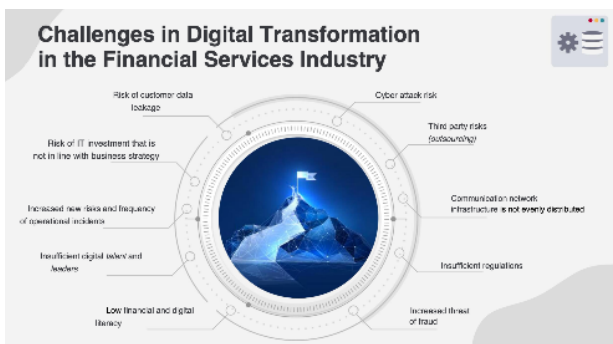 Challenges in Digital Transformation
in the Financial Services Industry
Risk of customer data
leakage
Risk of IT investment that is
not in line with business strategy
Increased new risks and frequency
of operational incidents
Insufficient digital talent and
leaders
Low financial and digital
literacy
Cyber attack risk
Third party risks
(outsourcing)
Communication network
infrastructure is not evenly distributed
Insufficient regulations
Increased threat
of fraud